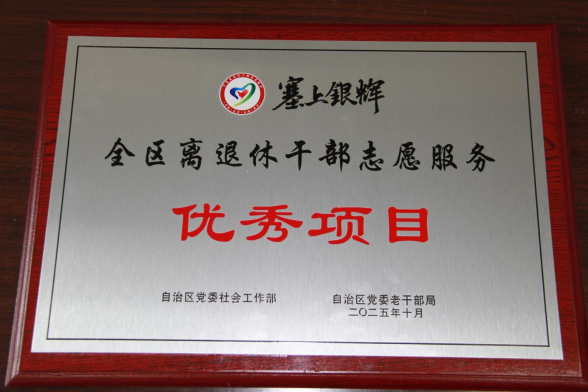 塞上銀辉
全区离退休干部志愿服务
优秀项目
自治区党委社会工作部
自治区党委老干部局
二〇二五年十月